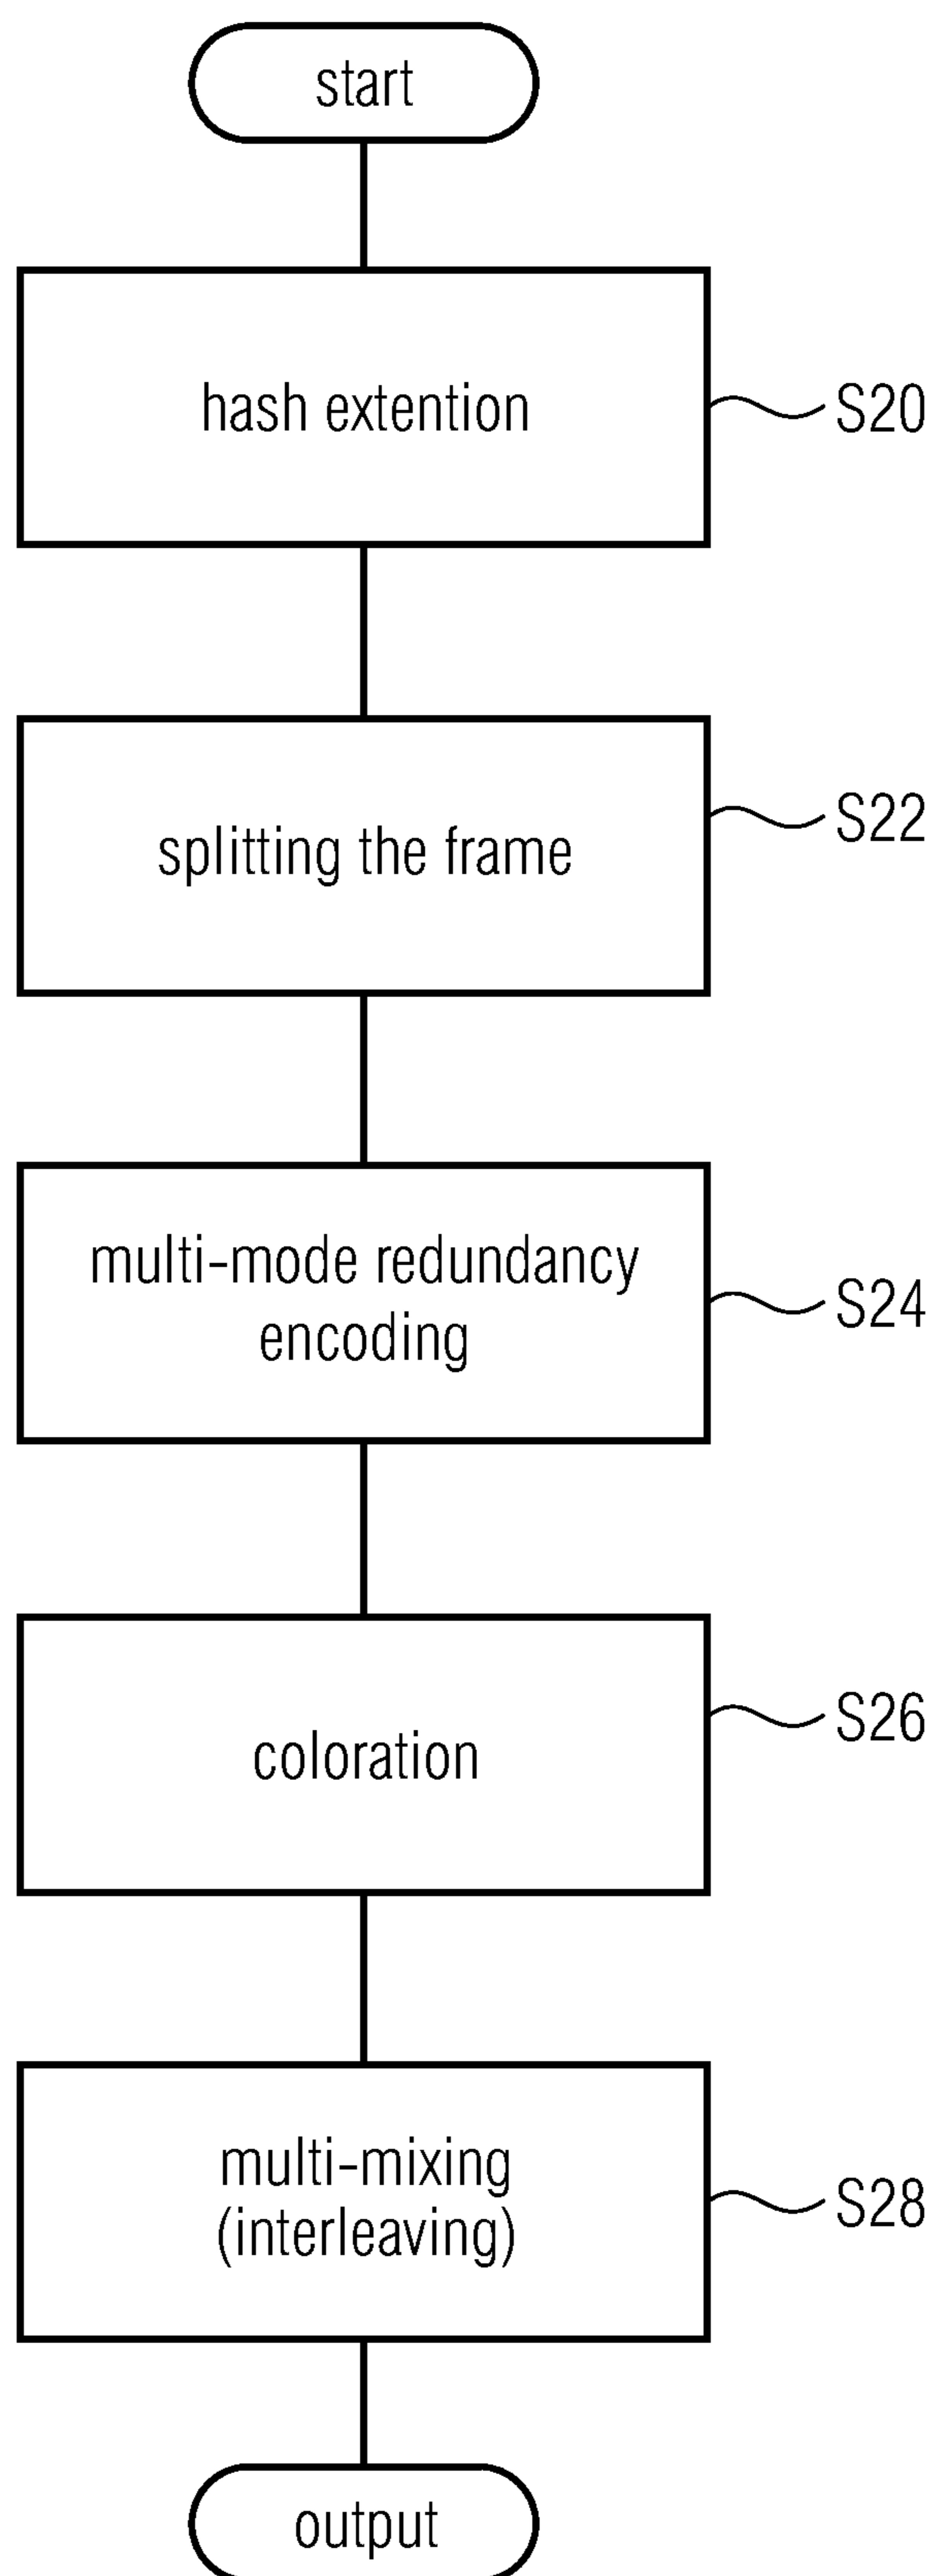 start
hash extention
S20
splitting the frame
S22
multi-mode redundancy
encoding
S24
coloration
S26
multi-mixing
(interleaving)
S28
output